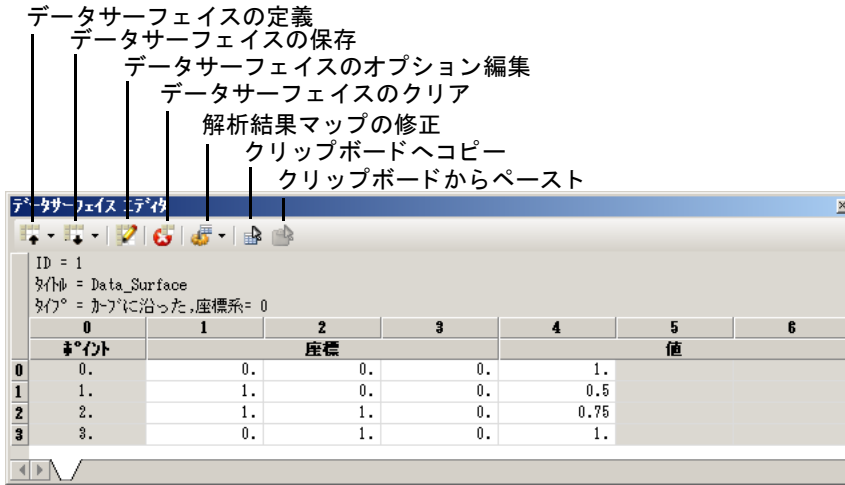 データサーフェイスの定義
データサーフェイスの保存
データサーフェイスのオプション編集
データサーフェイスのクリア
解析結果マップの修正
クリップボードへコピー
クリップボードからペースト
データサーフェイス エディタ
ID = 1
タイトル = Data_Surface
タイプ = カーブに沿った,座標系= 0
0 1 2 3 4 5 6
ポイント 座標 値
0 0. 0. 0. 0. 1.
1 1. 1. 0. 0. 0.5
2 2. 1. 1. 0. 0.75
3 3. 0. 1. 0. 1.